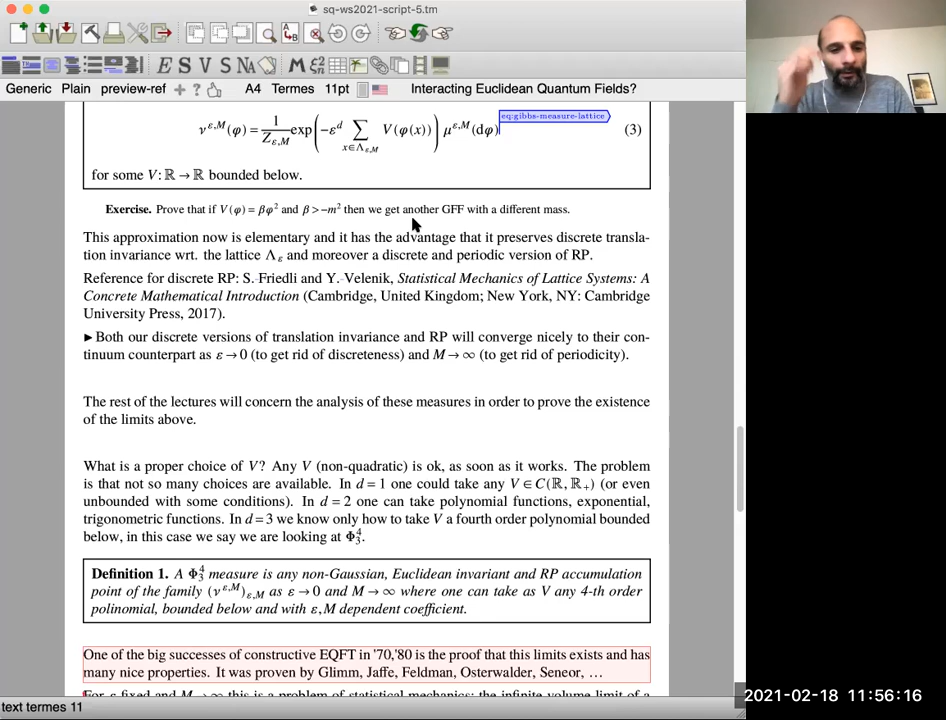 sq-ws2021-script-5.tm
E S V S NA
Generic Plain preview-ref A4 Termes 11pt Interacting Euclidean Quantum Fields?
ν^{ε,M}(φ) = 1/Z_{ε,M} exp(−ε^d ∑_{x∈Λ_{ε,M}} V(φ(x))) μ^{ε,M}(dφ) eq:gibbs-measure-lattice (3)
for some V: ℝ → ℝ bounded below.
Exercise. Prove that if V(φ) = βφ² and β > −m² then we get another GFF with a different mass.
This approximation now is elementary and it has the advantage that it preserves discrete transla-
tion invariance wrt. the lattice Λ_ε and moreover a discrete and periodic version of RP.
Reference for discrete RP: S. Friedli and Y. Velenik, Statistical Mechanics of Lattice Systems: A
Concrete Mathematical Introduction (Cambridge, United Kingdom; New York, NY: Cambridge
University Press, 2017).
▶ Both our discrete versions of translation invariance and RP will converge nicely to their con-
tinuum counterpart as ε → 0 (to get rid of discreteness) and M → ∞ (to get rid of periodicity).
The rest of the lectures will concern the analysis of these measures in order to prove the existence
of the limits above.
What is a proper choice of V? Any V (non-quadratic) is ok, as soon as it works. The problem
is that not so many choices are available. In d = 1 one could take any V ∈ C(ℝ, ℝ₊) (or even
unbounded with some conditions). In d = 2 one can take polynomial functions, exponential,
trigonometric functions. In d = 3 we know only how to take V a fourth order polynomial bounded
below, in this case we say we are looking at Φ⁴₃.
Definition 1. A Φ⁴₃ measure is any non-Gaussian, Euclidean invariant and RP accumulation
point of the family (ν^{ε,M})_{ε,M} as ε → 0 and M → ∞ where one can take as V any 4-th order
polinomial, bounded below and with ε, M dependent coefficient.
One of the big successes of constructive EQFT in '70,'80 is the proof that this limits exists and has
many nice properties. It was proven by Glimm, Jaffe, Feldman, Osterwalder, Seneor, …
For ε fixed and M → ∞ this is a problem of statistical mechanics: the infinite volume limit of a
text termes 11
2021-02-18 11:56:16